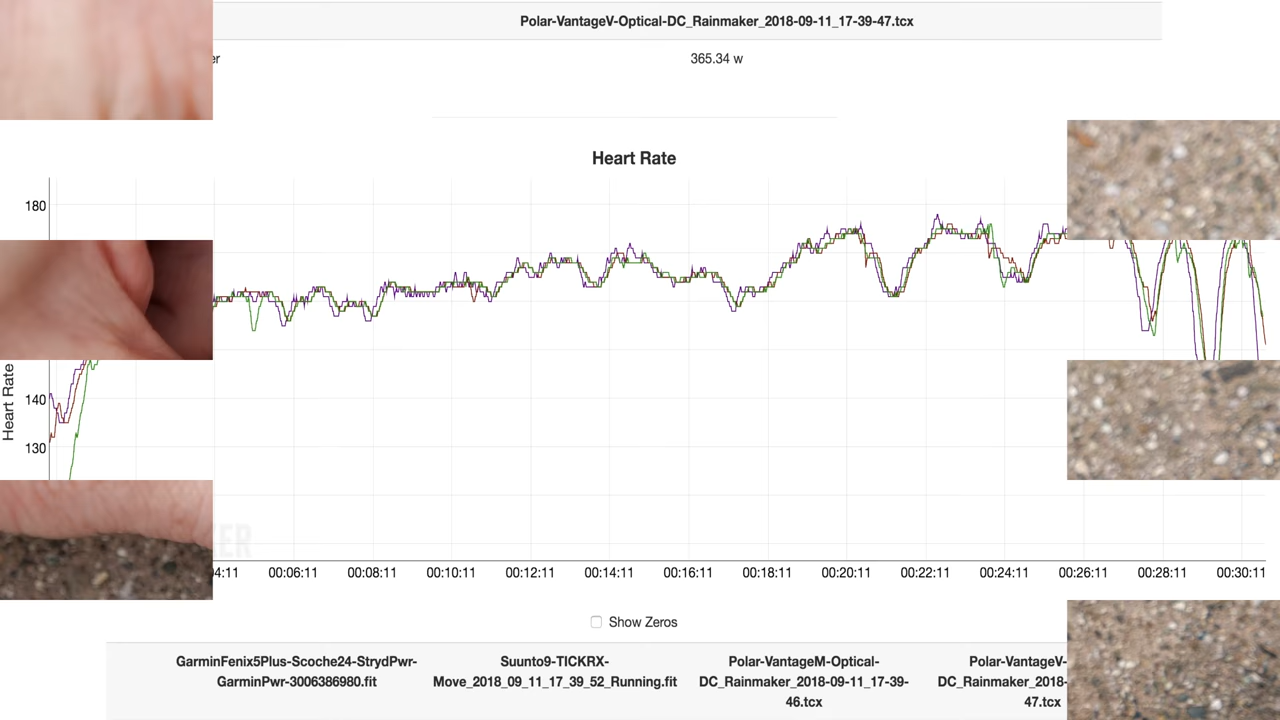 Polar-VantageV-Optical-DC_Rainmaker_2018-09-11_17-39-47.tcx
er
365.34 w
Heart Rate
180
Heart Rate
140
130
ER
04:11 00:06:11 00:08:11 00:10:11 00:12:11 00:14:11 00:16:11 00:18:11 00:20:11 00:22:11 00:24:11 00:26:11 00:28:11 00:30:11
Show Zeros
GarminFenix5Plus-Scoche24-StrydPwr-
GarminPwr-3006386980.fit
Suunto9-TICKRX-
Move_2018_09_11_17_39_52_Running.fit
Polar-VantageM-Optical-
DC_Rainmaker_2018-09-11_17-39-
46.tcx
Polar-VantageV-
DC_Rainmaker_2018-
47.tcx